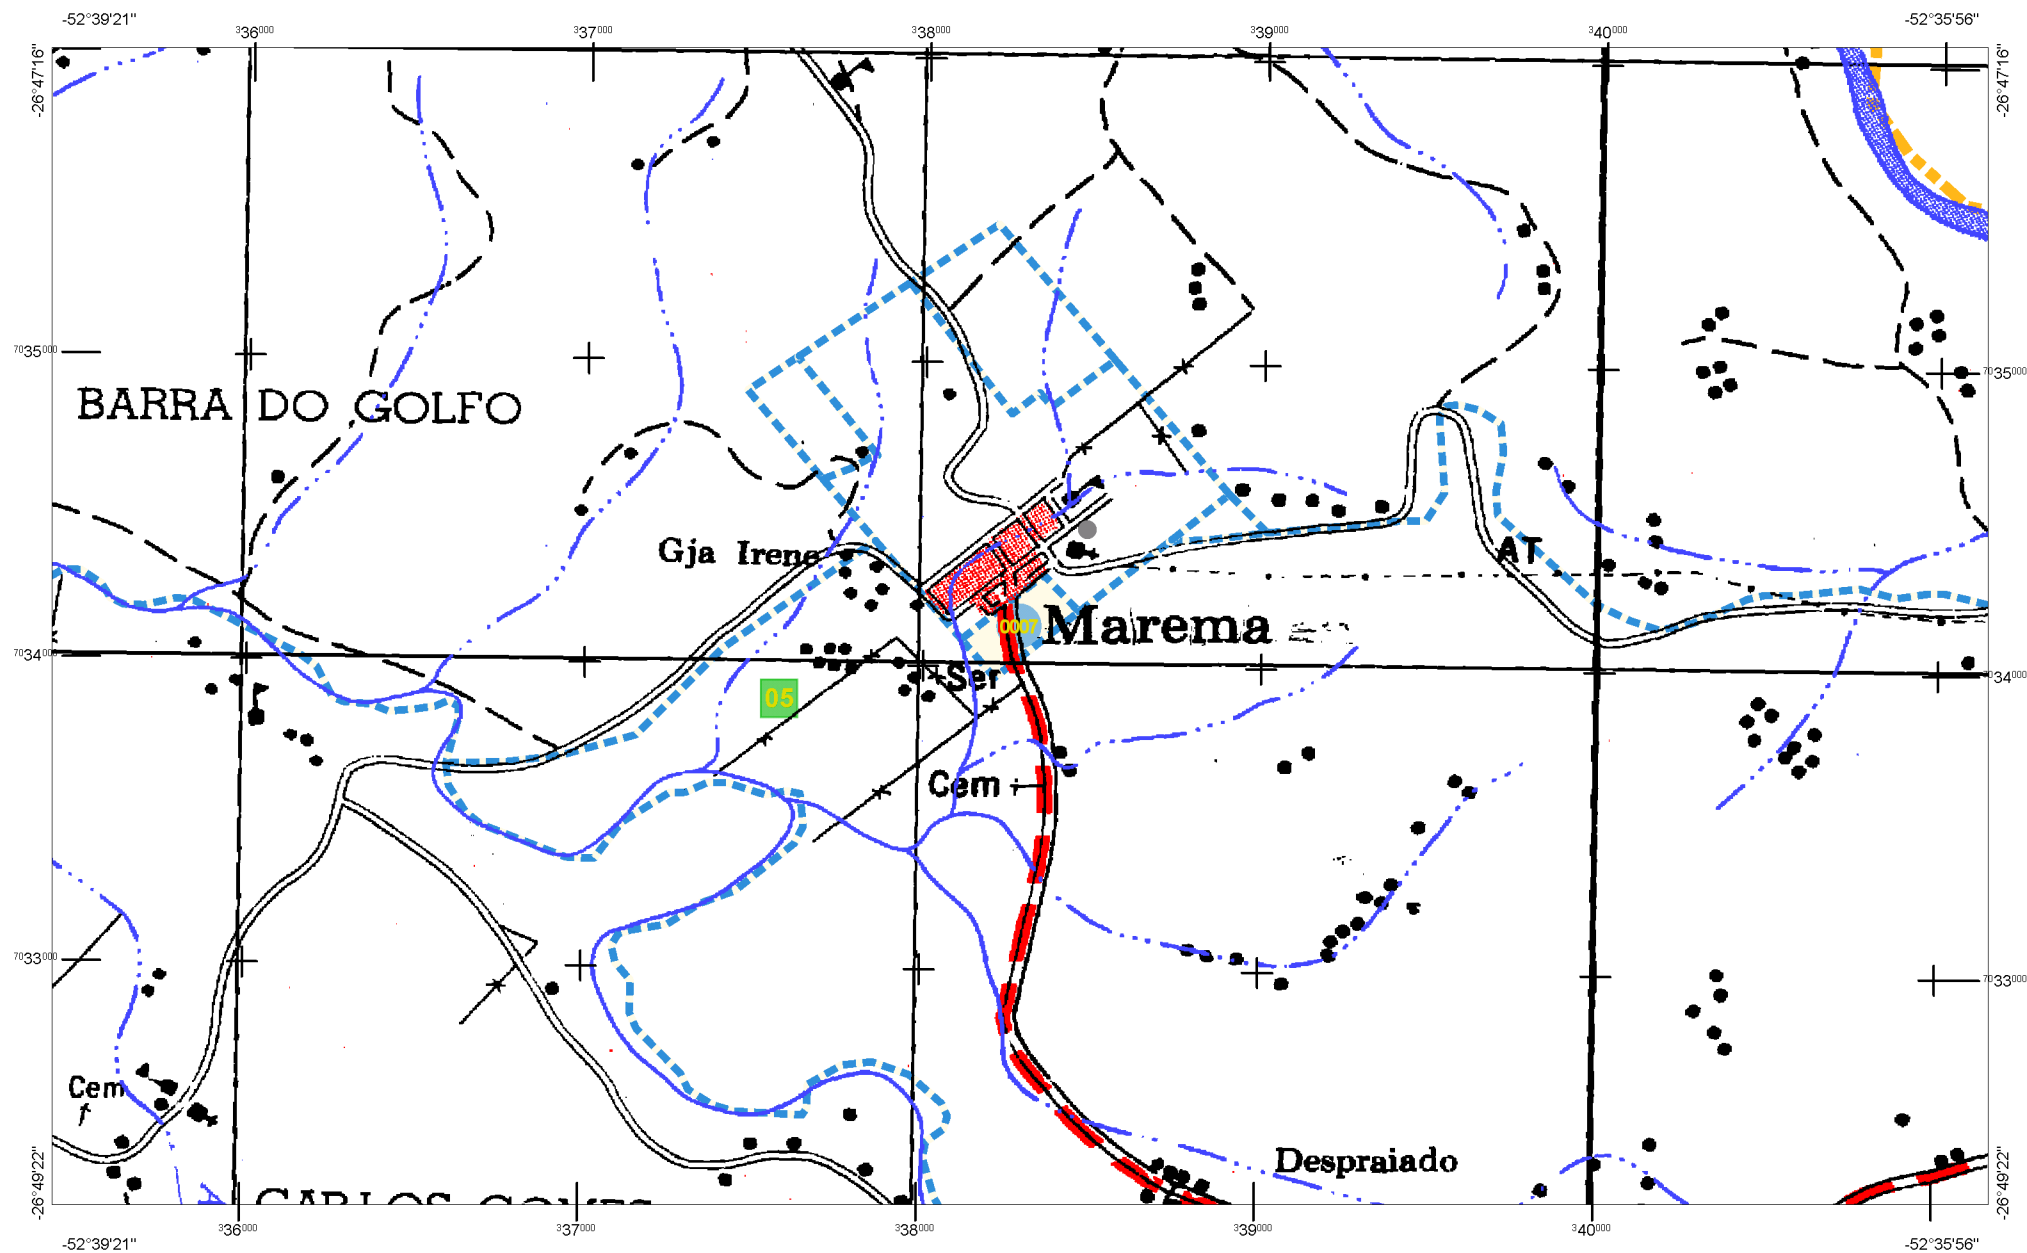 -52°39'21" -52°35'56"
336000 337000 338000 339000 340000
-26°47'16" -26°47'16"
7035000 7035000
BARRA DO GOLFO
Gja Irene
AT
0007
Marema
7034000 7034000
Ser
05
Cem
7033000 7033000
Cem
Despraiado
CARLOS GOMES
-26°49'22" -26°49'22"
336000 337000 338000 339000 340000
-52°39'21" -52°35'56"